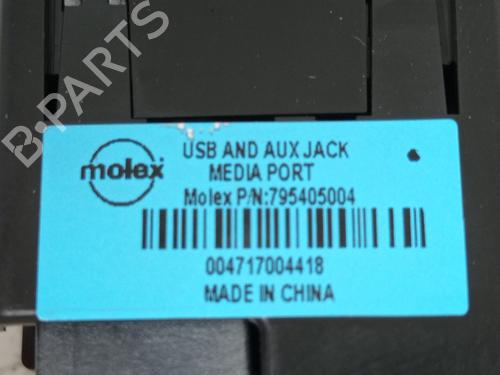 B-PARTS
molex
USB AND AUX JACK
MEDIA PORT
Molex P/N:795405004
004717004418
MADE IN CHINA